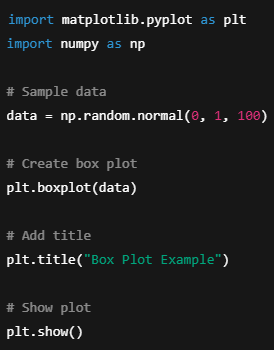 import matplotlib.pyplot as plt
import numpy as np
# Sample data
data = np.random.normal(0, 1, 100)
# Create box plot
plt.boxplot(data)
# Add title
plt.title("Box Plot Example")
# Show plot
plt.show()